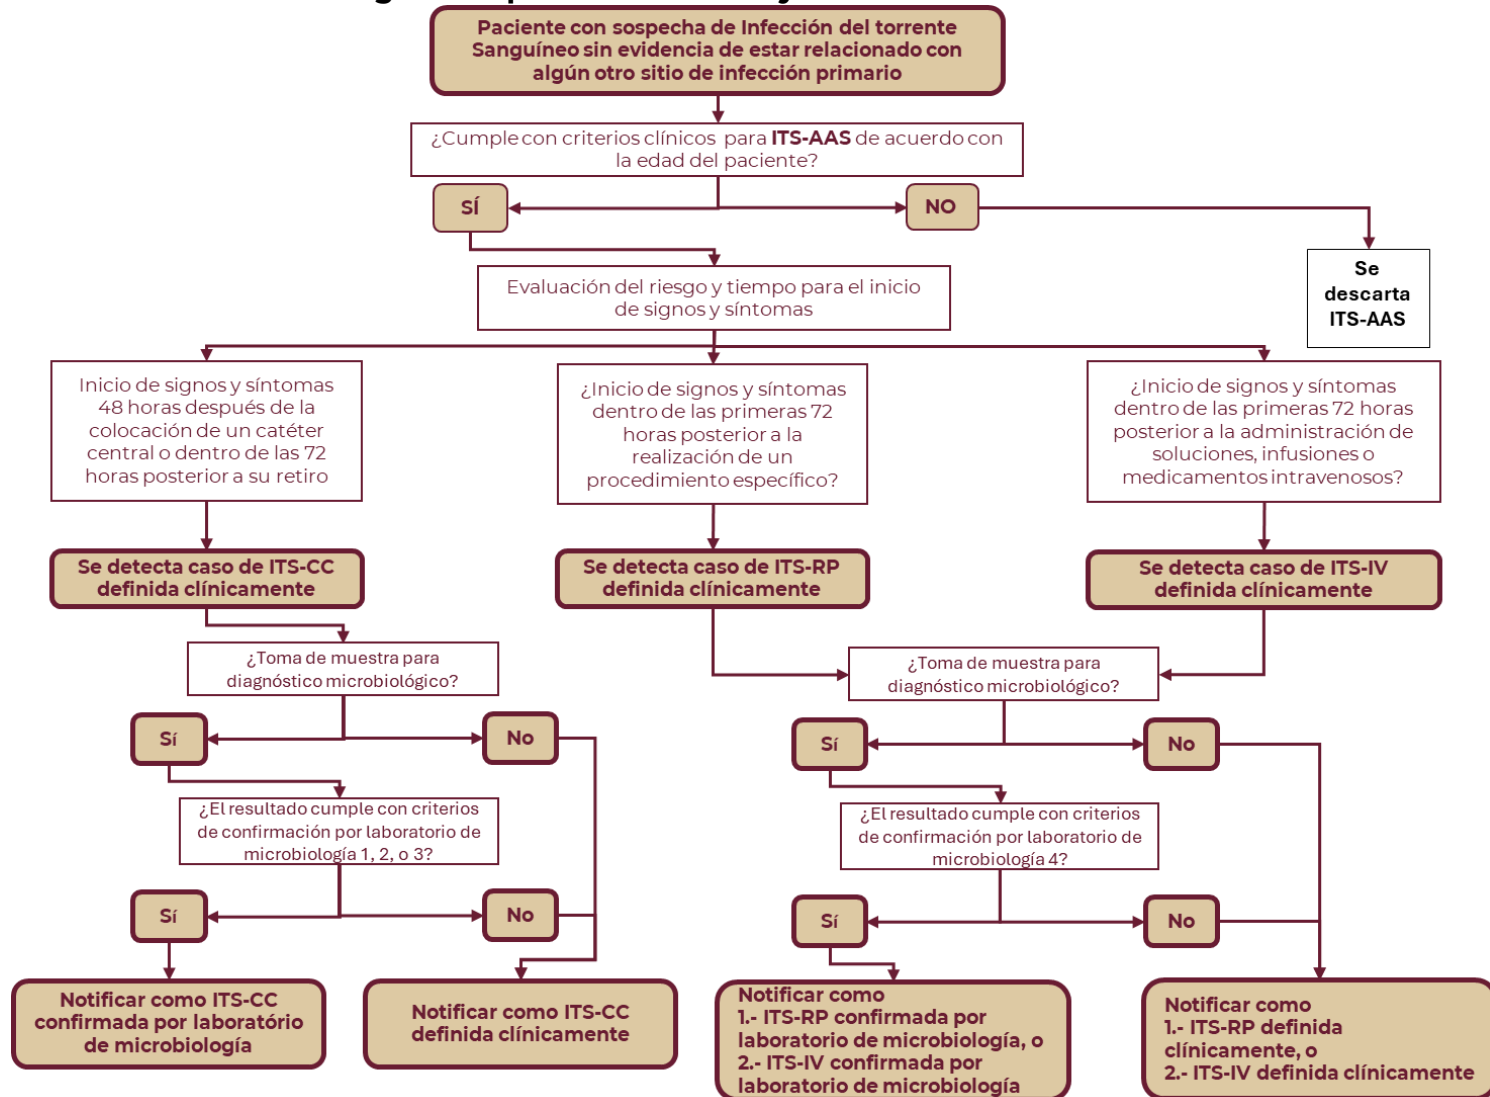 Paciente con sospecha de Infección del torrente
Sanguíneo sin evidencia de estar relacionado con
algún otro sitio de infección primario
¿Cumple con criterios clínicos para ITS-AAS de acuerdo con
la edad del paciente?
SÍ
NO
Evaluación del riesgo y tiempo para el inicio
de signos y síntomas
Se
descarta
ITS-AAS
Inicio de signos y síntomas
48 horas después de la
colocación de un catéter
central o dentro de las 72
horas posterior a su retiro
¿Inicio de signos y síntomas
dentro de las primeras 72
horas posterior a la
realización de un
procedimiento específico?
¿Inicio de signos y síntomas
dentro de las primeras 72 horas
posterior a la administración de
soluciones, infusiones o
medicamentos intravenosos?
Se detecta caso de ITS-CC
definida clínicamente
Se detecta caso de ITS-RP
definida clínicamente
Se detecta caso de ITS-IV
definida clínicamente
¿Toma de muestra para
diagnóstico microbiológico?
¿Toma de muestra para
diagnóstico microbiológico?
Sí
No
Sí
No
¿El resultado cumple con criterios
de confirmación por laboratorio de
microbiología 1, 2, o 3?
¿El resultado cumple con criterios
de confirmación por laboratorio de
microbiología 4?
Sí
No
Sí
No
Notificar como ITS-CC
confirmada por laboratório
de microbiología
Notificar como ITS-CC
definida clínicamente
Notificar como
1.- ITS-RP confirmada por
laboratorio de microbiología, o
2.- ITS-IV confirmada por
laboratorio de microbiología
Notificar como
1.- ITS-RP definida
clínicamente, o
2.- ITS-IV definida clínicamente